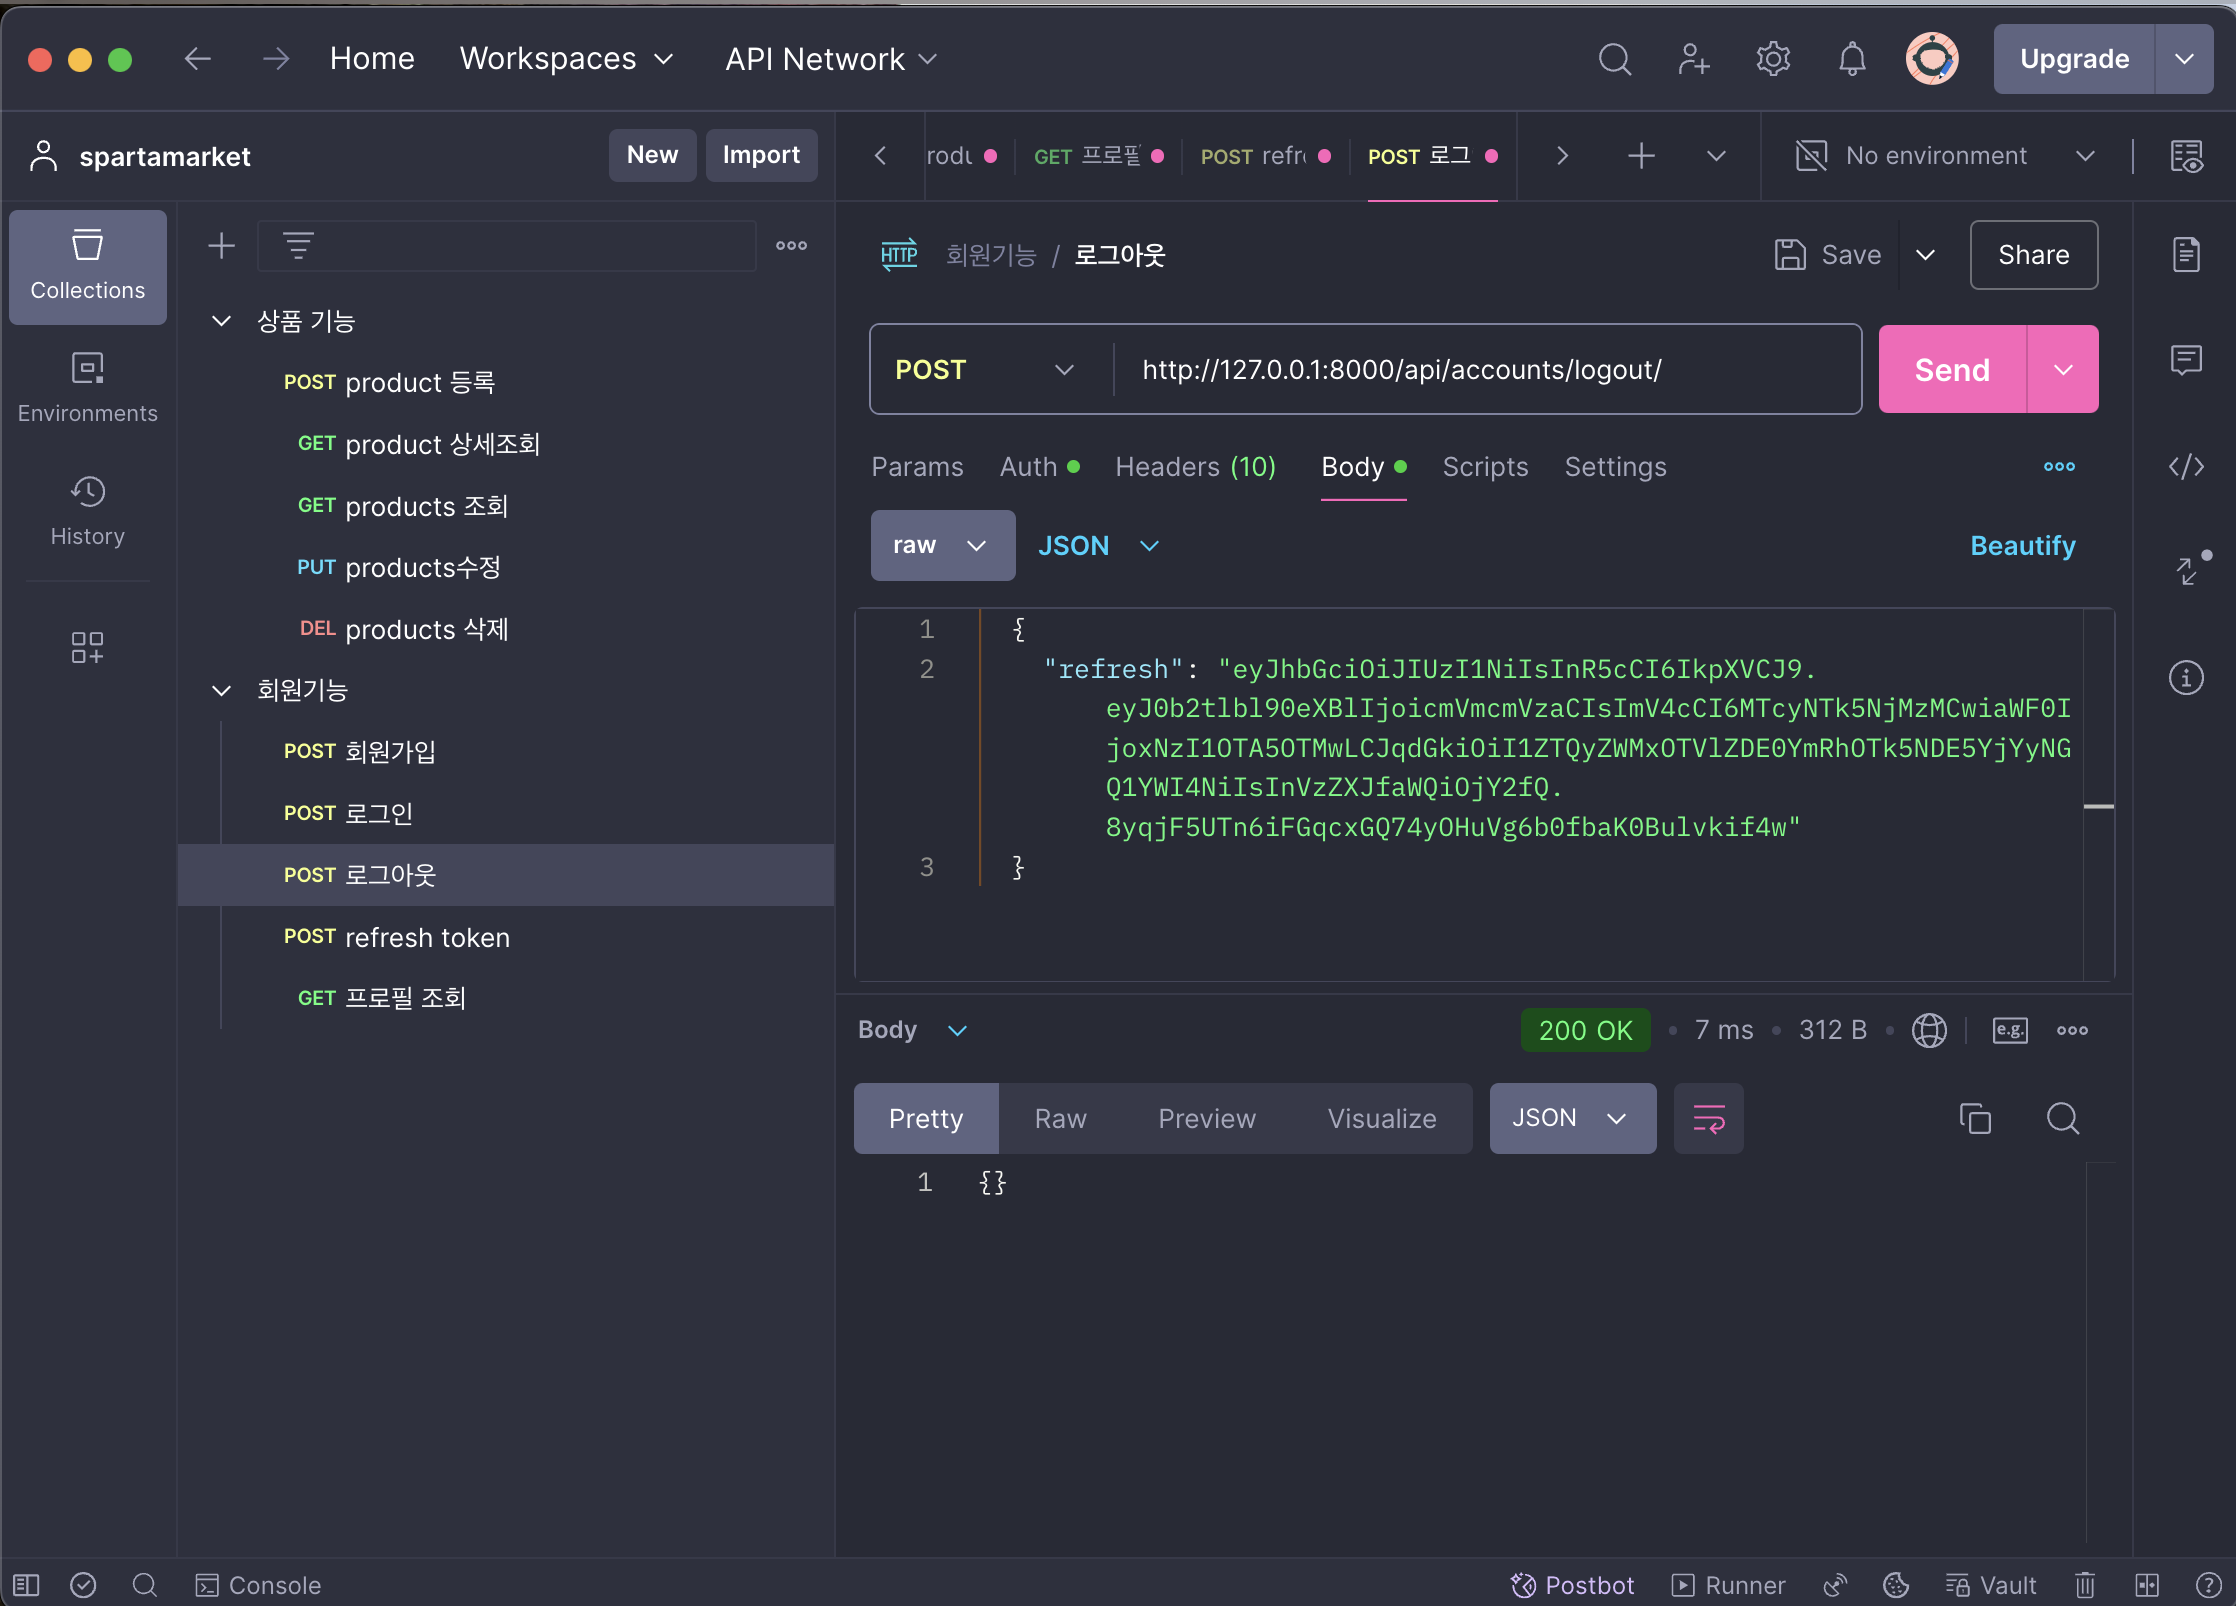 Home
Workspaces
API Network
Upgrade
spartamarket
New
Import
GET 프로필
POST
POST 로그
No environment
Collections
Environments
History
상품 기능
POST product 등록
GET product 상세조회
GET products 조회
PUT products수정
DEL products 삭제
회원기능
POST 회원가입
POST 로그인
POST 로그아웃
POST refresh token
GET 프로필 조회
HTTP 회원기능 / 로그아웃
Save
Share
POST
http://127.0.0.1:8000/api/accounts/logout/
Send
Params Auth Headers (10) Body Scripts Settings
raw
JSON
Beautify
1 {
2 "refresh": "eyJhbGciOiJIUzI1NiIsInR5cCI6IkpXVCJ9.
eyJ0b2tlbl90eXBlIjoicmVmcmVzaCIsImV4cCI6MTcyNTk5NjMzMCwiaWF0I
joxNzI1OTA5OTMwLCJqdGkiOiI1ZTQyZWMxOTVlZDE0YmRhOTk5NDE5YjYyNG
Q1YWI4NiIsInVzZXJfaWQiOjY2fQ.
8yqjF5UTn6iFGqcxGQ74yOHuVg6b0fbaK0Bulvkif4w"
3 }
Body
200 OK • 7 ms • 312 B
e.g.
Pretty Raw Preview Visualize
JSON
1 {}
Console
Postbot
Runner
Vault